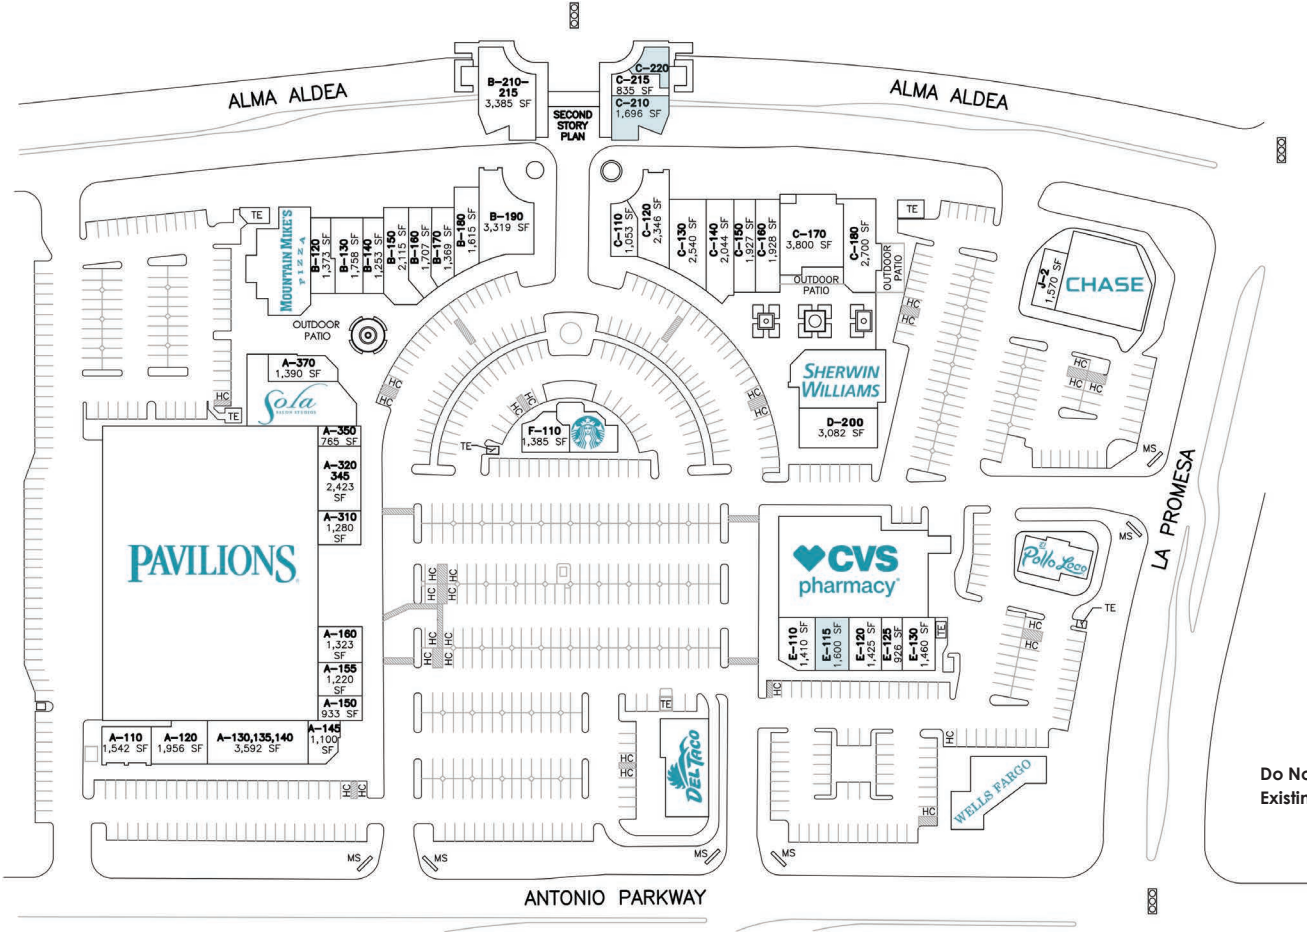 ALMA ALDEA
ALMA ALDEA
B-210-
215
3,385 SF
SECOND
STORY
PLAN
C-220
C-215
835 SF
C-210
1,696 SF
TE
MOUNTAIN MIKE'S
PIZZA
B-120
1,373 SF
B-130
1,758 SF
B-140
1,253 SF
B-150
2,115 SF
B-160
1,707 SF
B-170
1,369 SF
B-180
1,615 SF
B-190
3,319 SF
C-110
1,053 SF
C-120
2,346 SF
C-130
2,540 SF
C-140
2,044 SF
C-150
1,927 SF
C-160
1,928 SF
C-170
3,800 SF
C-180
2,700 SF
OUTDOOR
PATIO
OUTDOOR
PATIO
TE
HC
HC
J-2
1,570 SF
CHASE
HC
HC
HC
MS
OUTDOOR
PATIO
A-370
1,390 SF
Sola
SALON STUDIOS
HC
TE
HC
HC
HC
HC
F-110
1,385 SF
TE
HC
HC
SHERWIN
WILLIAMS
D-200
3,082 SF
A-350
765 SF
A-320
345
2,423
SF
A-310
1,280
SF
PAVILIONS
A-160
1,323
SF
A-155
1,220
SF
A-150
933 SF
A-145
1,100
SF
A-110
1,542 SF
A-120
1,956 SF
A-130,135,140
3,592 SF
HC
HC
MS
HC
HC
HC
HC
HC
HC
HC
HC
CVS
pharmacy
E-110
1,410 SF
E-115
1,600 SF
E-120
1,425 SF
E-125
926 SF
E-130
1,460 SF
TE
HC
El
Pollo Loco
MS
TE
HC
HC
LA PROMESA
TE
HC
HC
DEL TACO
MS
MS
MS
HC
HC
WELLS FARGO
Do No
Existin
ANTONIO PARKWAY